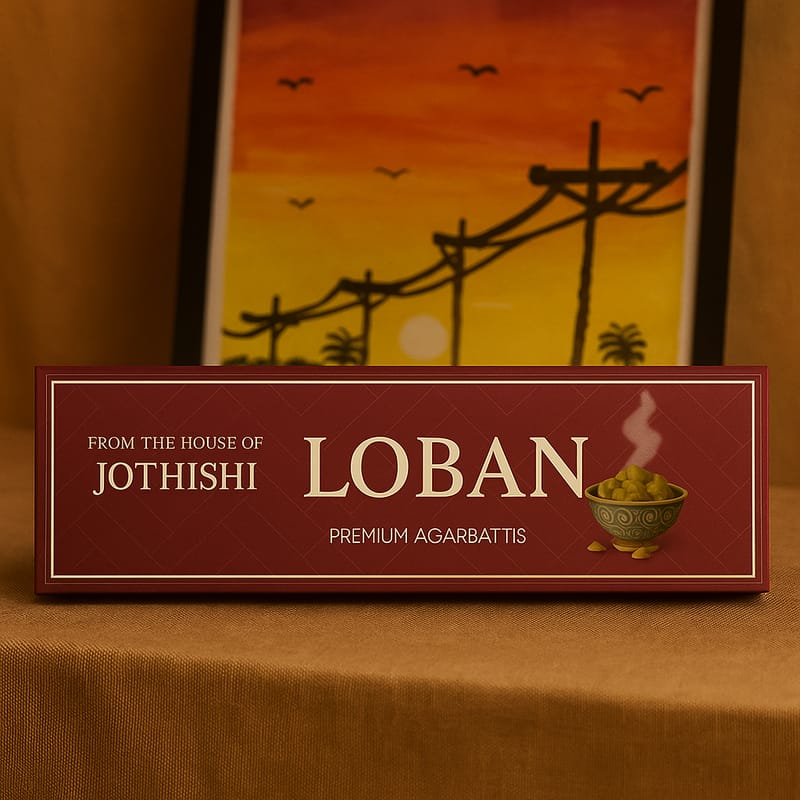 FROM THE HOUSE OF
JOTHISHI
LOBAN
PREMIUM AGARBATTIS